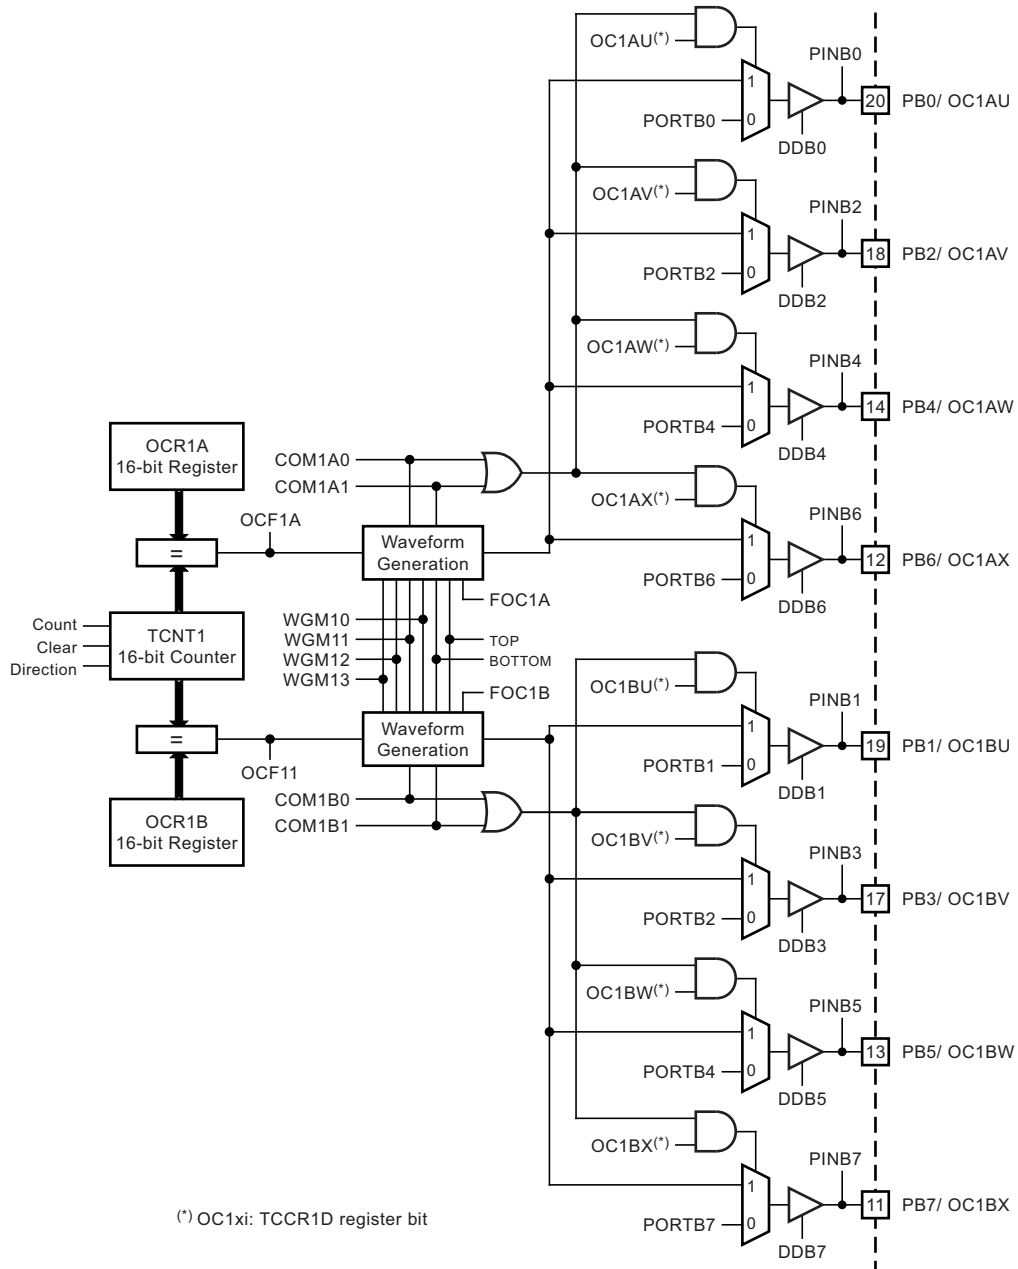 OC1AU(*)
1
PORTB0
0
DDB0
PINB0
20
PB0/ OC1AU
OC1AV(*)
1
PORTB2
0
DDB2
PINB2
18
PB2/ OC1AV
OC1AW(*)
1
PORTB4
0
DDB4
PINB4
14
PB4/ OC1AW
OC1AX(*)
1
PORTB6
0
DDB6
PINB6
12
PB6/ OC1AX
OCR1A
16-bit Register
=
OCF1A
COM1A0
COM1A1
Waveform
Generation
FOC1A
Count
Clear
Direction
TCNT1
16-bit Counter
WGM10
WGM11
WGM12
WGM13
TOP
BOTTOM
FOC1B
=
OCF11
Waveform
Generation
COM1B0
COM1B1
OCR1B
16-bit Register
OC1BU(*)
1
PORTB1
0
DDB1
PINB1
19
PB1/ OC1BU
OC1BV(*)
1
PORTB2
0
DDB3
PINB3
17
PB3/ OC1BV
OC1BW(*)
1
PORTB4
0
DDB5
PINB5
13
PB5/ OC1BW
OC1BX(*)
1
PORTB7
0
DDB7
PINB7
11
PB7/ OC1BX
(*) OC1xi: TCCR1D register bit